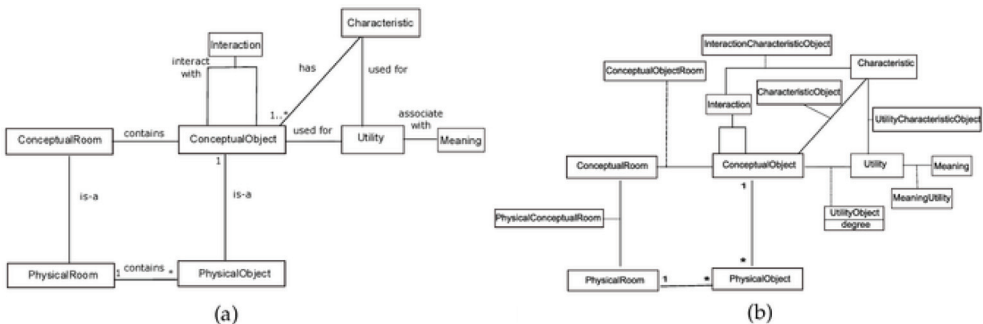 Characteristic
Interaction
interact
with
has
used for
1..*
associate
with
ConceptualRoom
contains
ConceptualObject
used for
Utility
Meaning
1
is-a
is-a
PhysicalRoom
1
contains
*
PhysicalObject
(a)
InteractionCharacteristicObject
ConceptualObjectRoom
Characteristic
CharacteristicObject
Interaction
UtilityCharacteristicObject
ConceptualRoom
ConceptualObject
Utility
Meaning
1
MeaningUtility
PhysicalConceptualRoom
UtilityObject
degree
*
PhysicalRoom
1
*
PhysicalObject
(b)